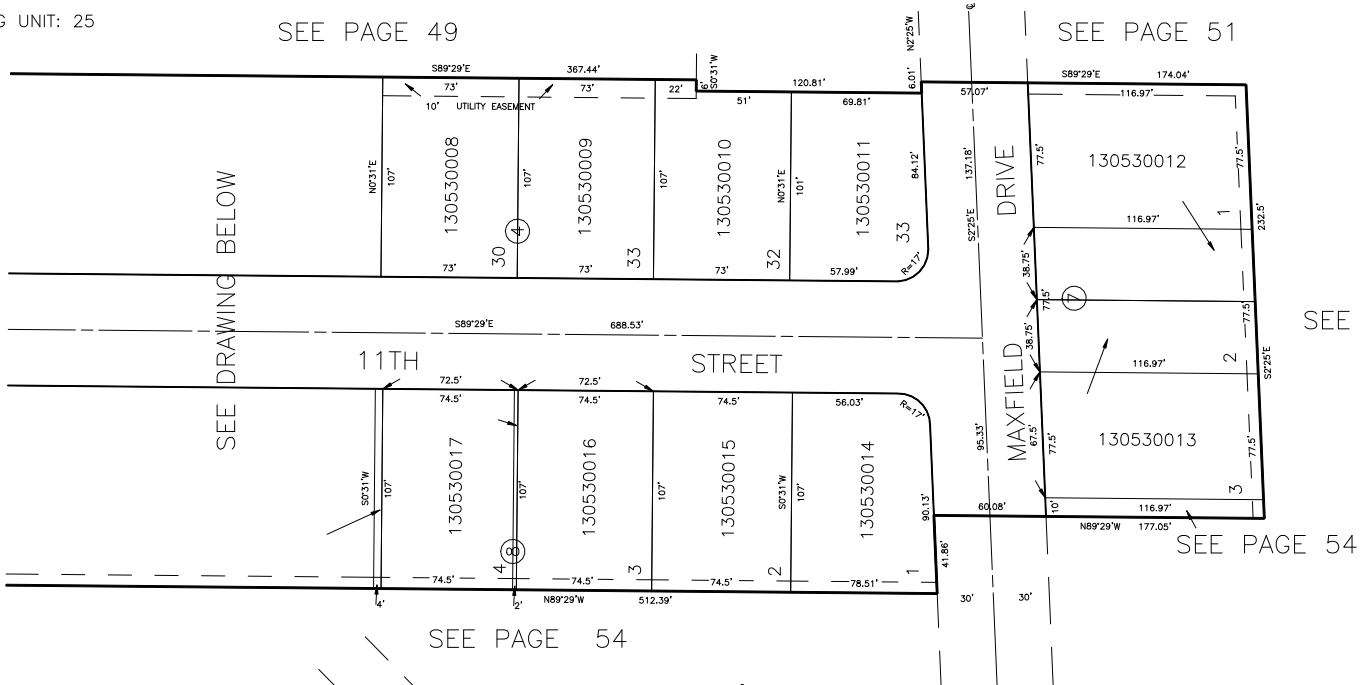 G UNIT: 25
SEE PAGE 49
SEE PAGE 51
N2°25'W
℄
S89°29'E 367.44'
S89°29'E 174.04'
73' 73' 22' 6' S0°31'W 120.81' 6.01' 57.07' 116.97'
10' UTILITY EASEMENT
51' 69.81'
N0°31'E 107' 130530008 107' 130530009 107' 130530010 N0°31'E 101' 130530011 84.12' 137.18' S2°25'E DRIVE 77.5' 130530012 77.5'
SEE DRAWING BELOW
30 4 33 32 33 R=17'
73' 73' 73' 57.99'
116.97' 1 232.5'
38.75' 77.5' 7 77.5'
SEE
S89°29'E 688.53'
38.75' 2 S2°25'E
11TH STREET
MAXFIELD
116.97'
72.5' 72.5'
74.5' 74.5' 74.5' 56.03' R=17'
67.5' 77.5' 130530013 77.5'
S0°31'W 107' 130530017 107' 130530016 107' 130530015 S0°31'W 107' 130530014 90.13' 95.33'
3
60.08' 10' 116.97'
N89°29'W 177.05'
SEE PAGE 54
4 8 3 2 1 41.86'
74.5' 74.5' 74.5' 78.51'
4' 2' N89°29'W 512.39' 30' 30'
SEE PAGE 54